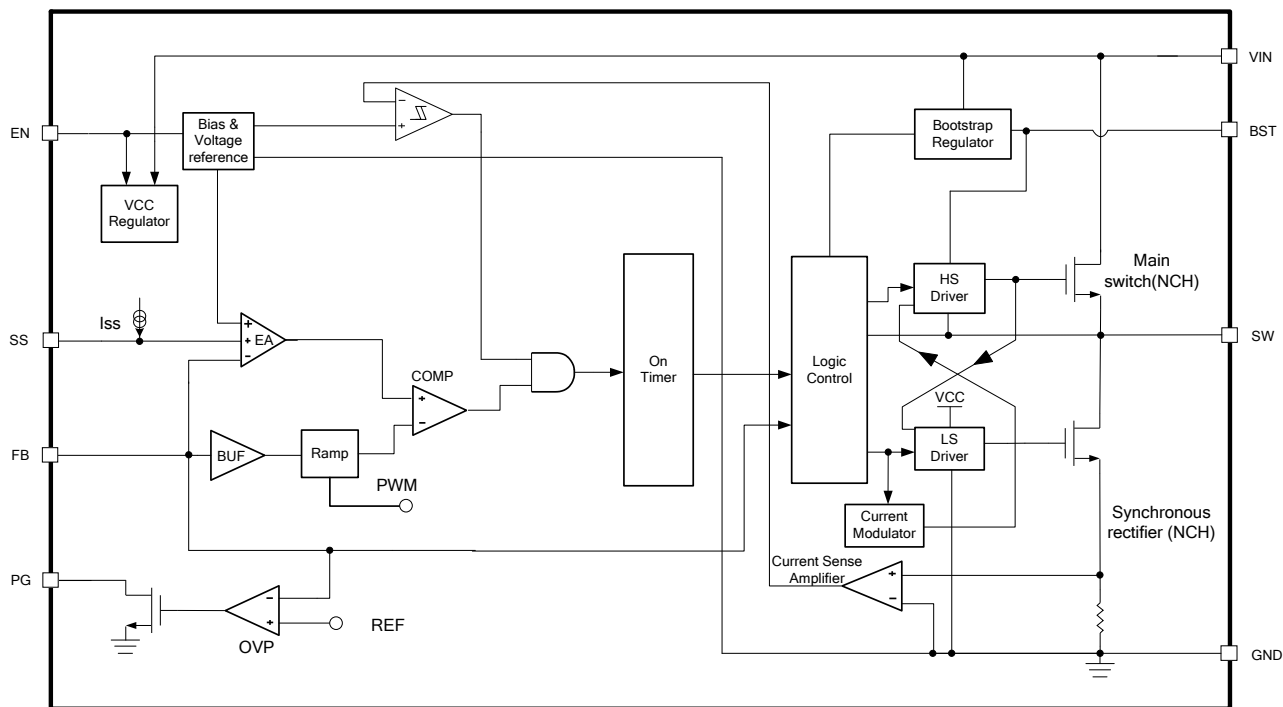 VIN
EN
Bias &
Voltage
reference
−
+
Bootstrap
Regulator
BST
VCC
Regulator
HS
Driver
Main
switch(NCH)
Iss
SS
+
+
−
EA
On
Timer
Logic
Control
SW
COMP
+
−
VCC
LS
Driver
FB
BUF
Ramp
PWM
Current
Modulator
Synchronous
rectifier (NCH)
Current Sense
Amplifier
+
−
PG
−
+
REF
OVP
GND